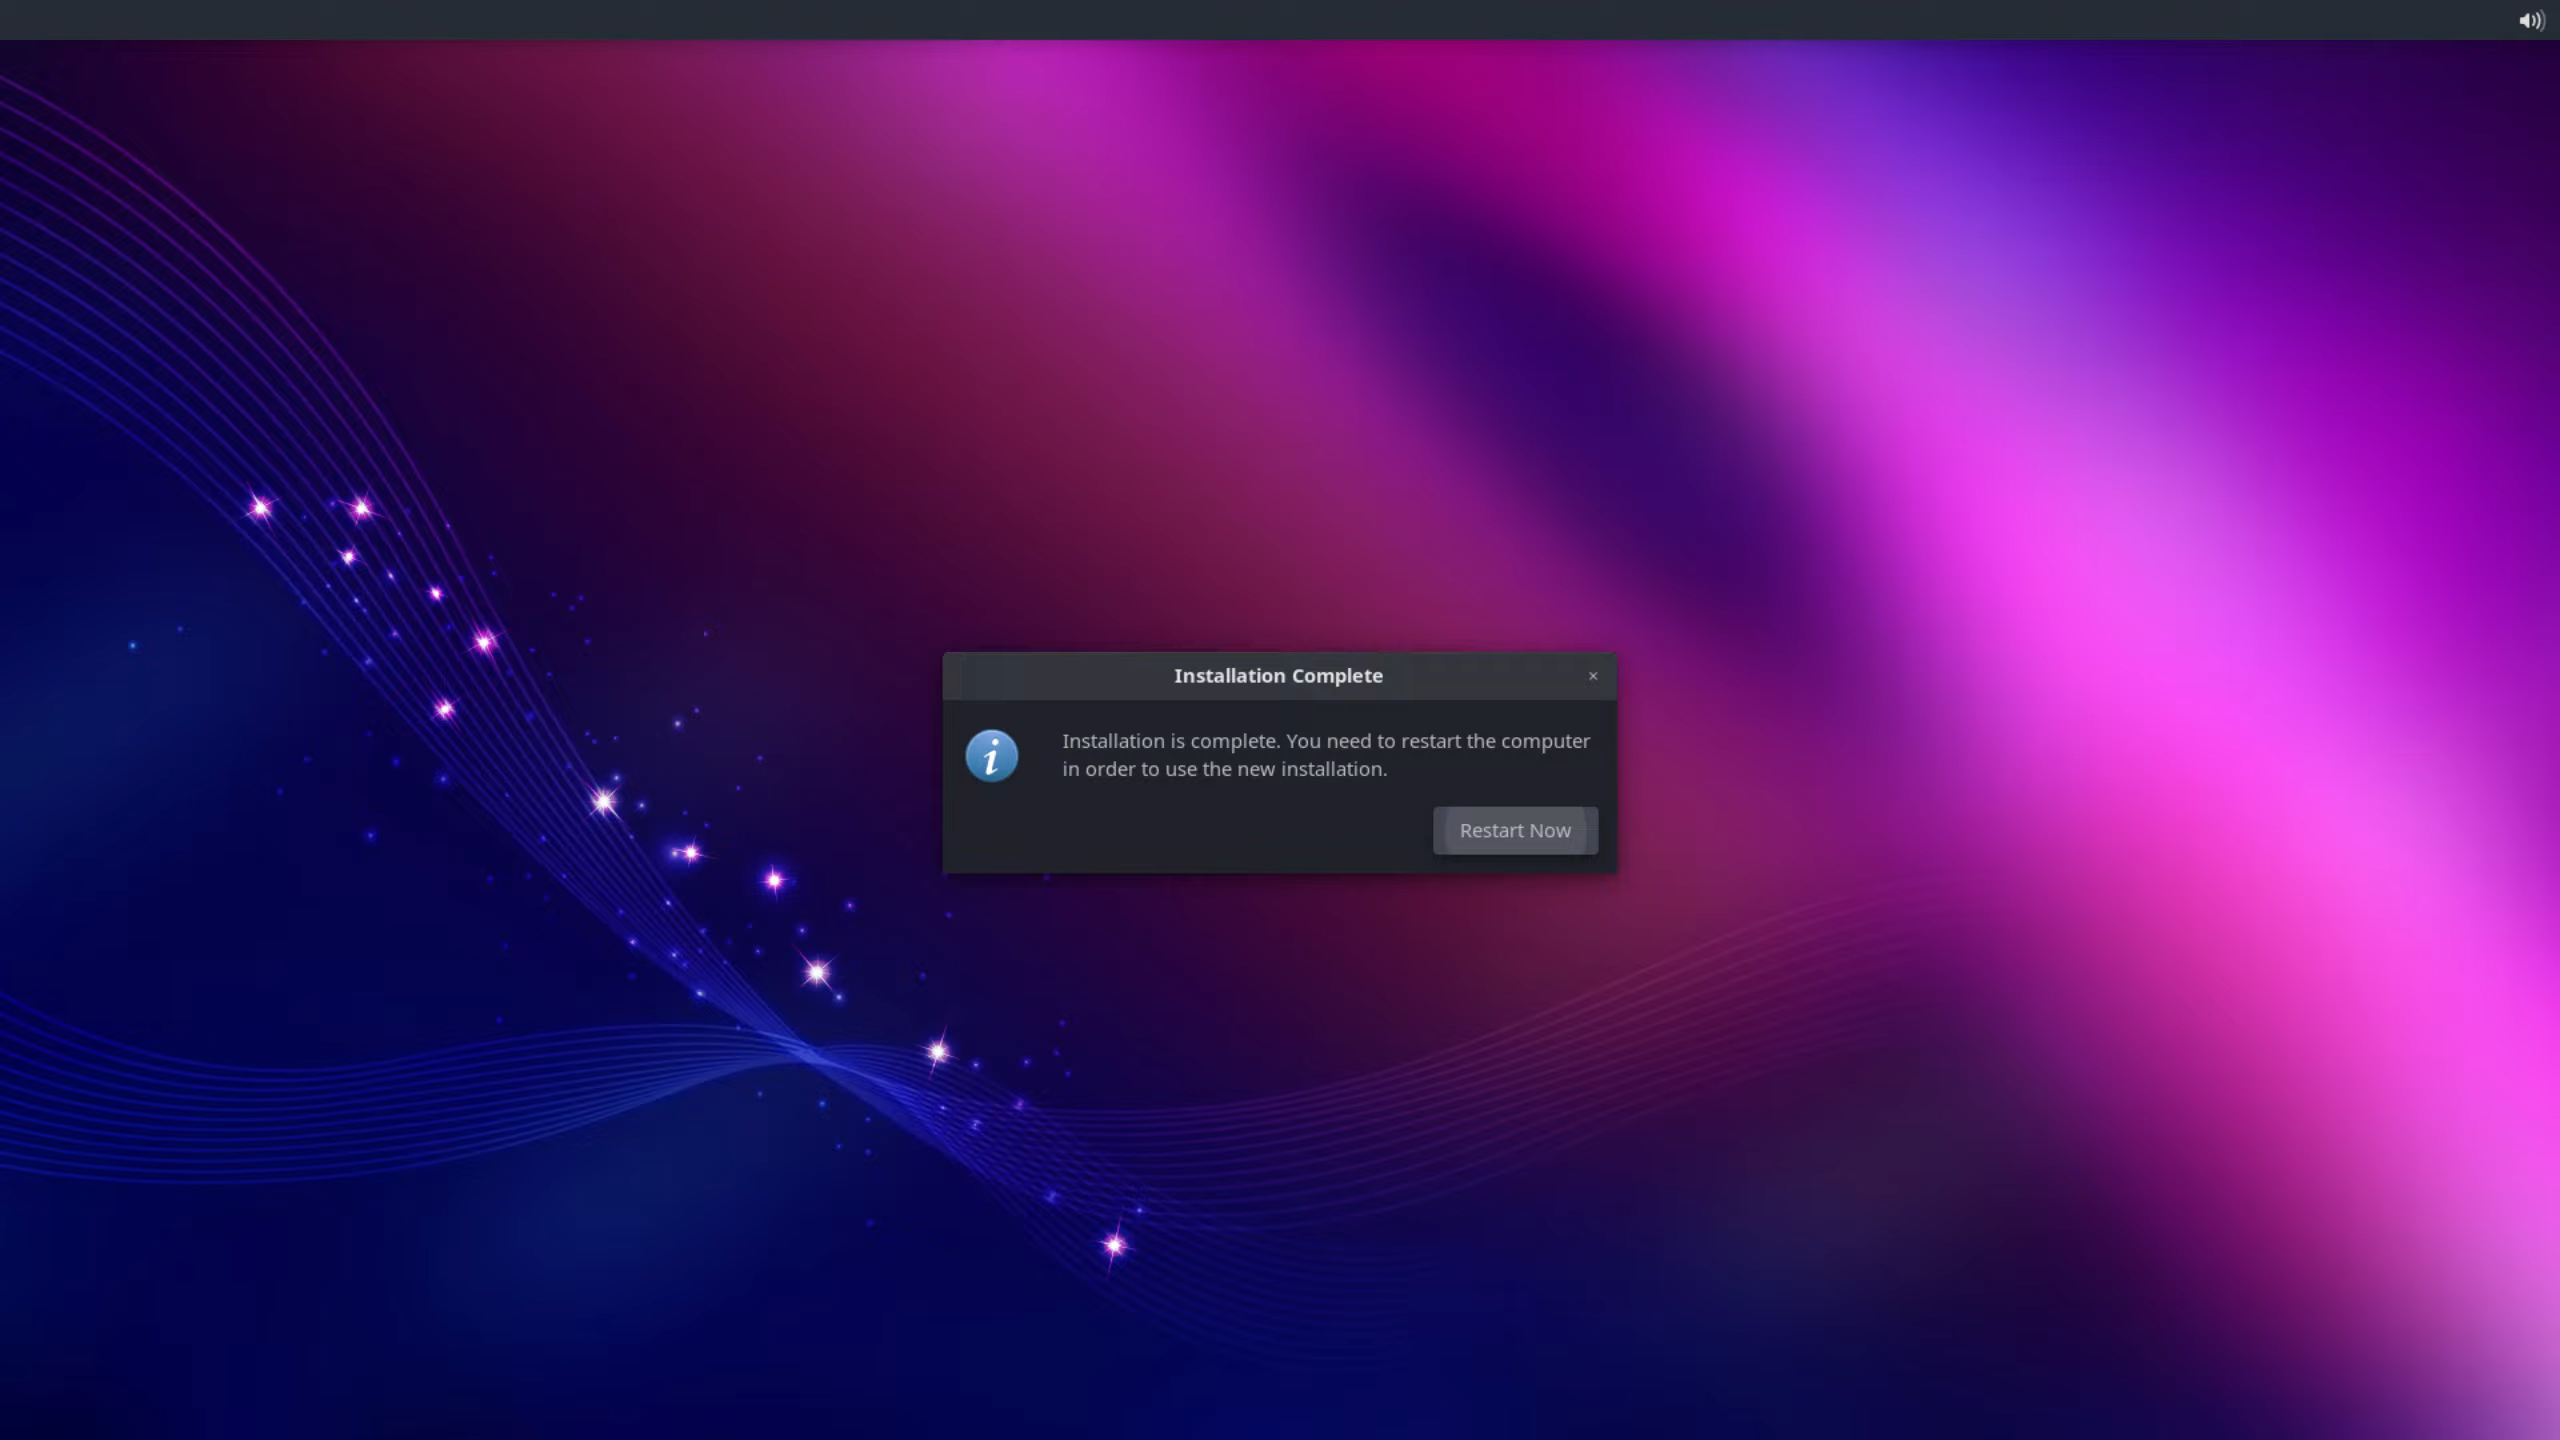 Installation Complete
Installation is complete. You need to restart the computer
in order to use the new installation.
Restart Now